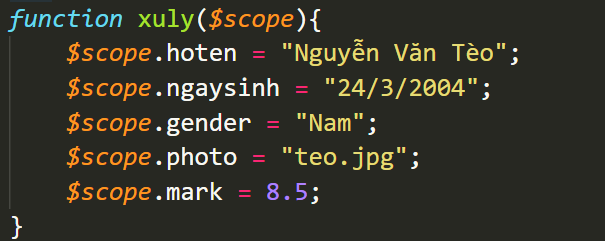 function xuly($scope){
    $scope.hoten = "Nguyễn Văn Tèo";
    $scope.ngaysinh = "24/3/2004";
    $scope.gender = "Nam";
    $scope.photo = "teo.jpg";
    $scope.mark = 8.5;
}